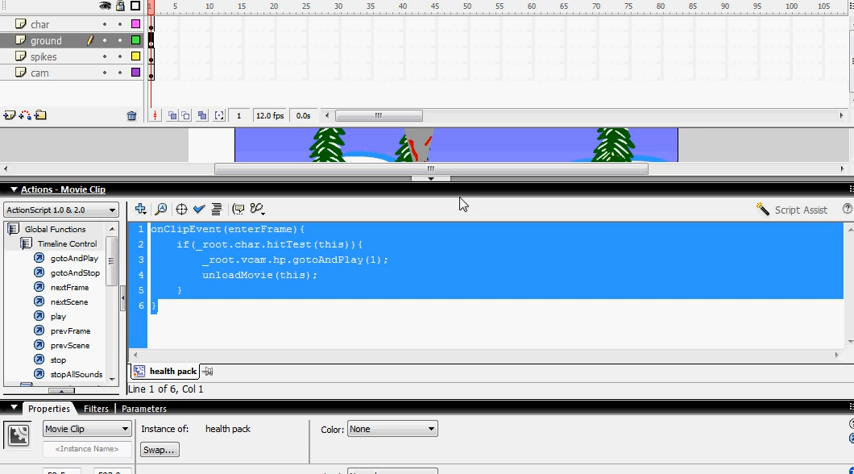 1 5 10 15 20 25 30 35 40 45 50 55 60 65 70 75 80 85 90 95 100 105
char
ground
spikes
cam
1 12.0 fps 0.0s
Actions - Movie Clip
ActionScript 1.0 & 2.0
Script Assist
Global Functions
Timeline Control
gotoAndPlay
gotoAndStop
nextFrame
nextScene
play
prevFrame
prevScene
stop
stopAllSounds
1 onClipEvent(enterFrame){
2 if(_root.char.hitTest(this)){
3 _root.vcam.hp.gotoAndPlay(1);
4 unloadMovie(this);
5 }
6 }
health pack
Line 1 of 6, Col 1
Properties Filters Parameters
Movie Clip
Instance of: health pack
Color: None
<Instance Name>
Swap...